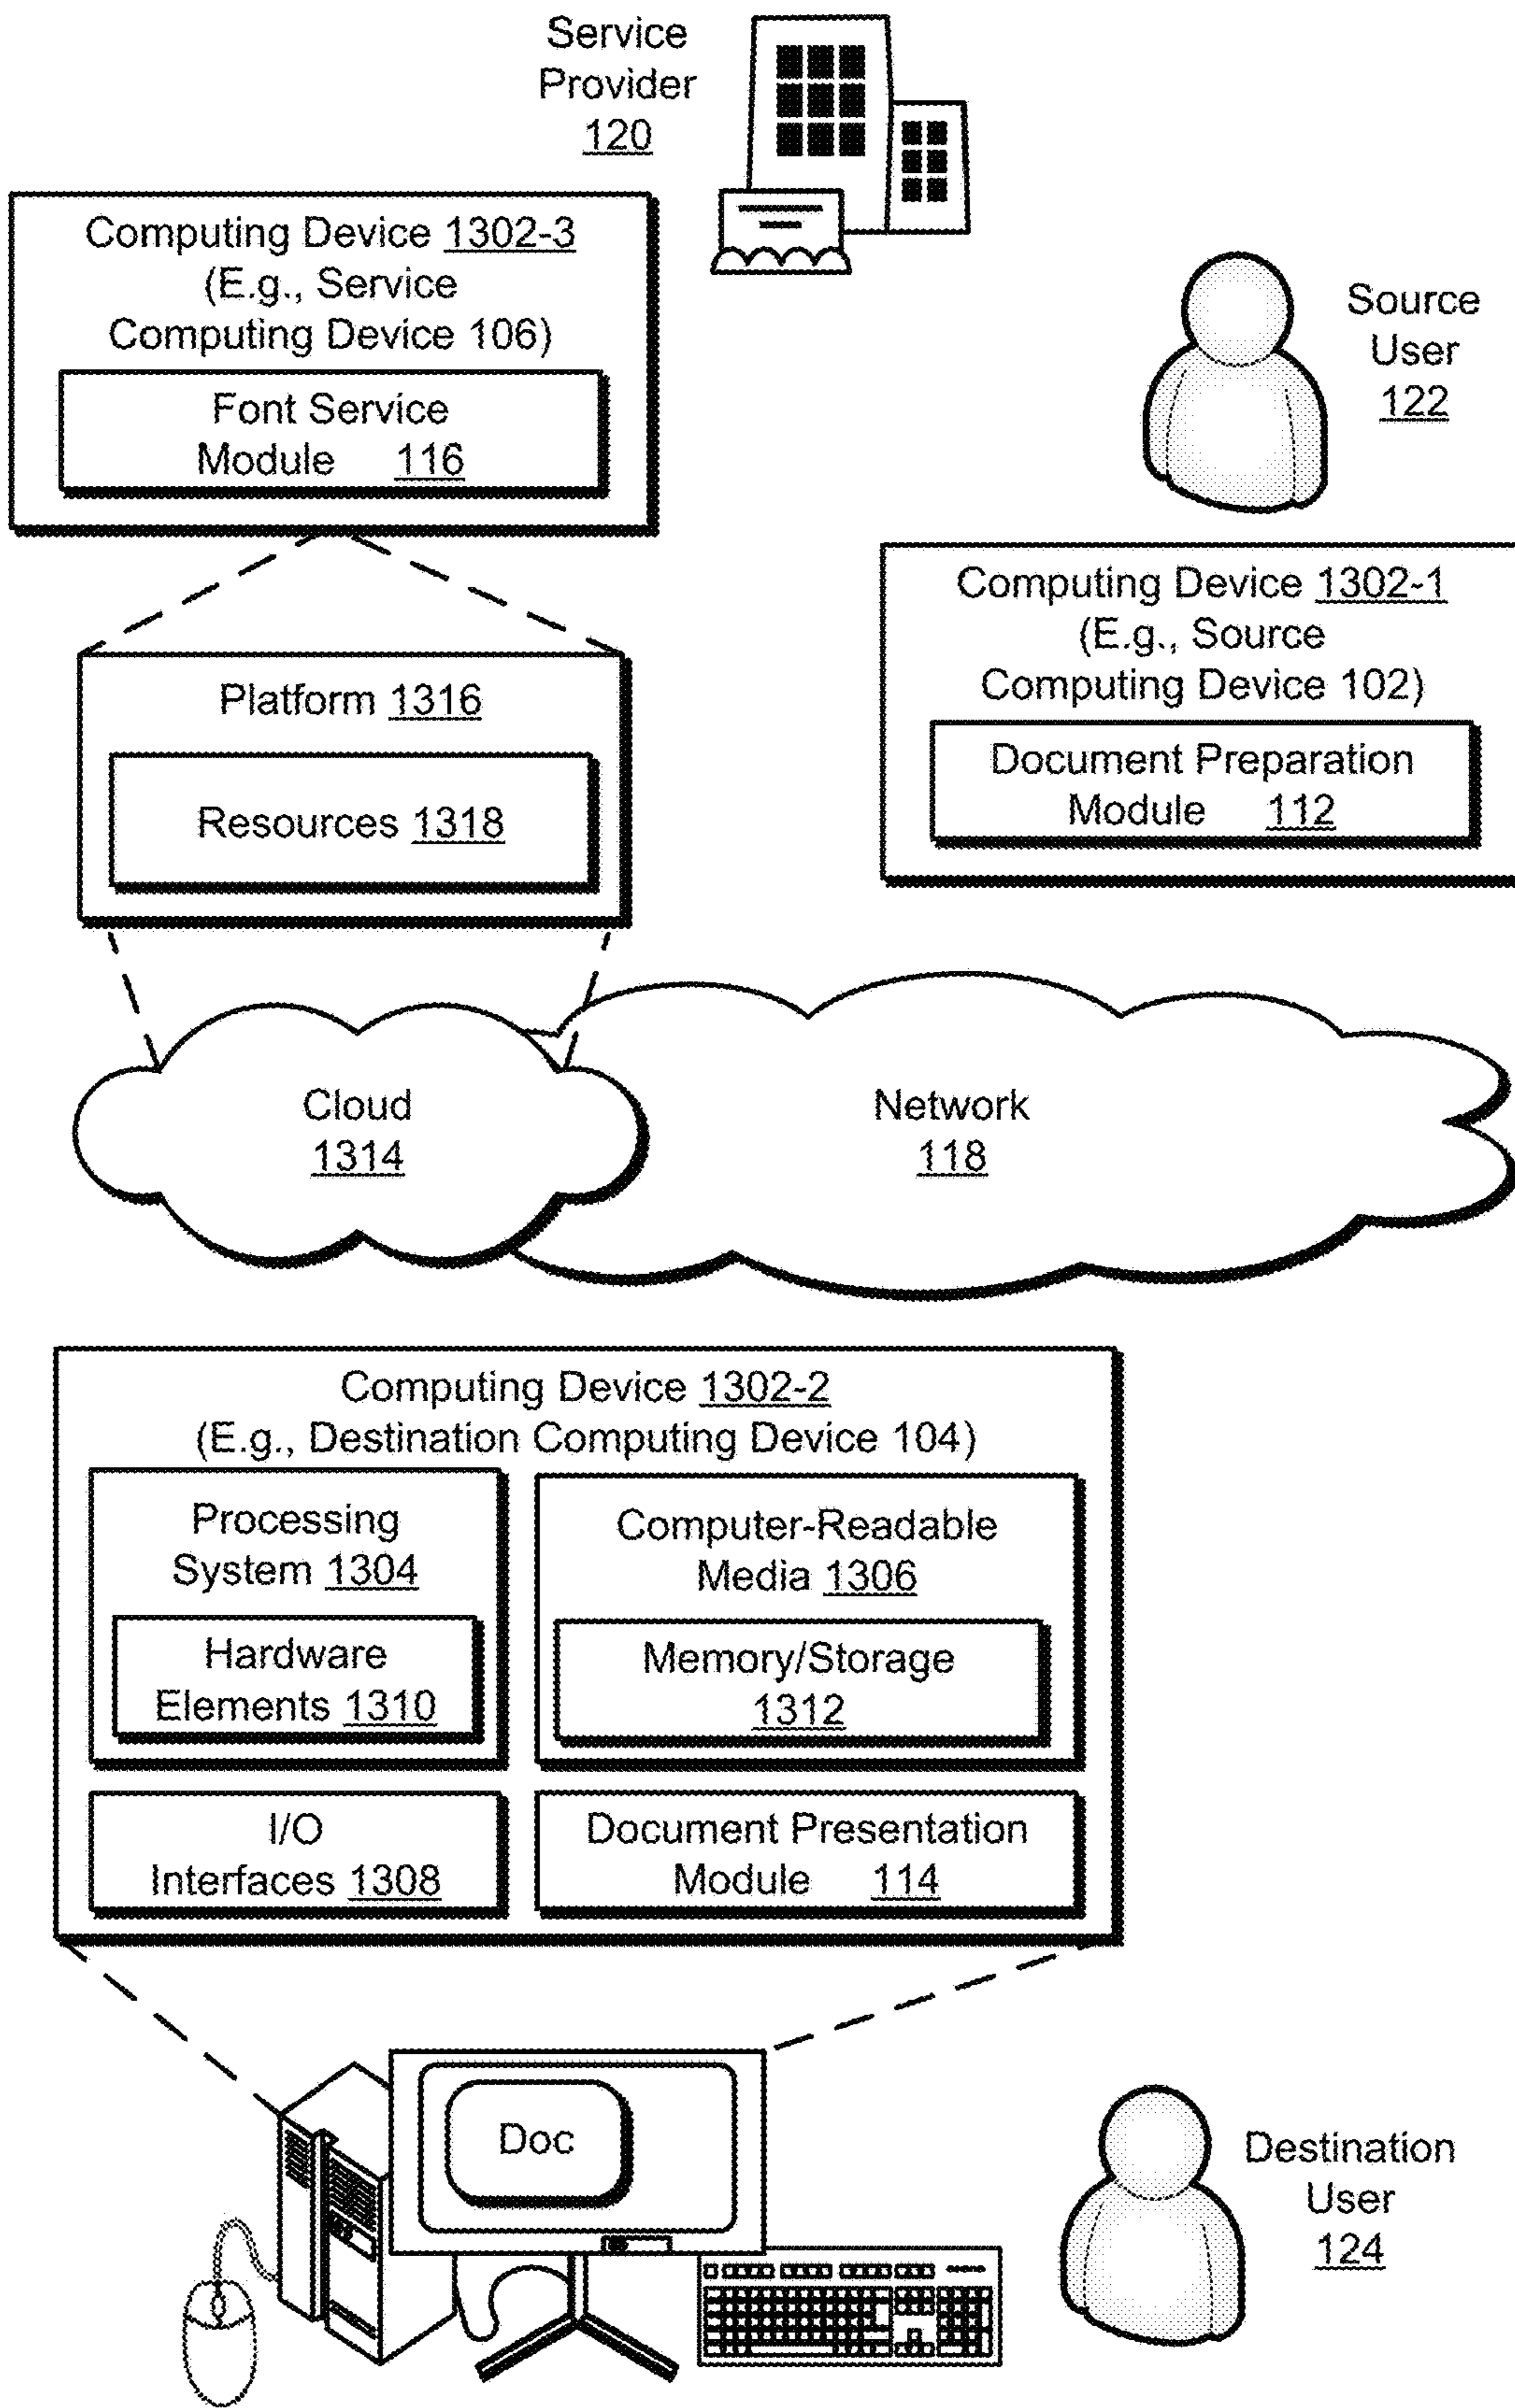 Service
Provider
120
Computing Device 1302-3
(E.g., Service
Computing Device 106)
Font Service
Module 116
Source
User
122
Computing Device 1302-1
(E.g., Source
Computing Device 102)
Document Preparation
Module 112
Platform 1316
Resources 1318
Cloud
1314
Network
118
Computing Device 1302-2
(E.g., Destination Computing Device 104)
Processing
System 1304
Hardware
Elements 1310
Computer-Readable
Media 1306
Memory/Storage
1312
I/O
Interfaces 1308
Document Presentation
Module 114
Doc
Destination
User
124